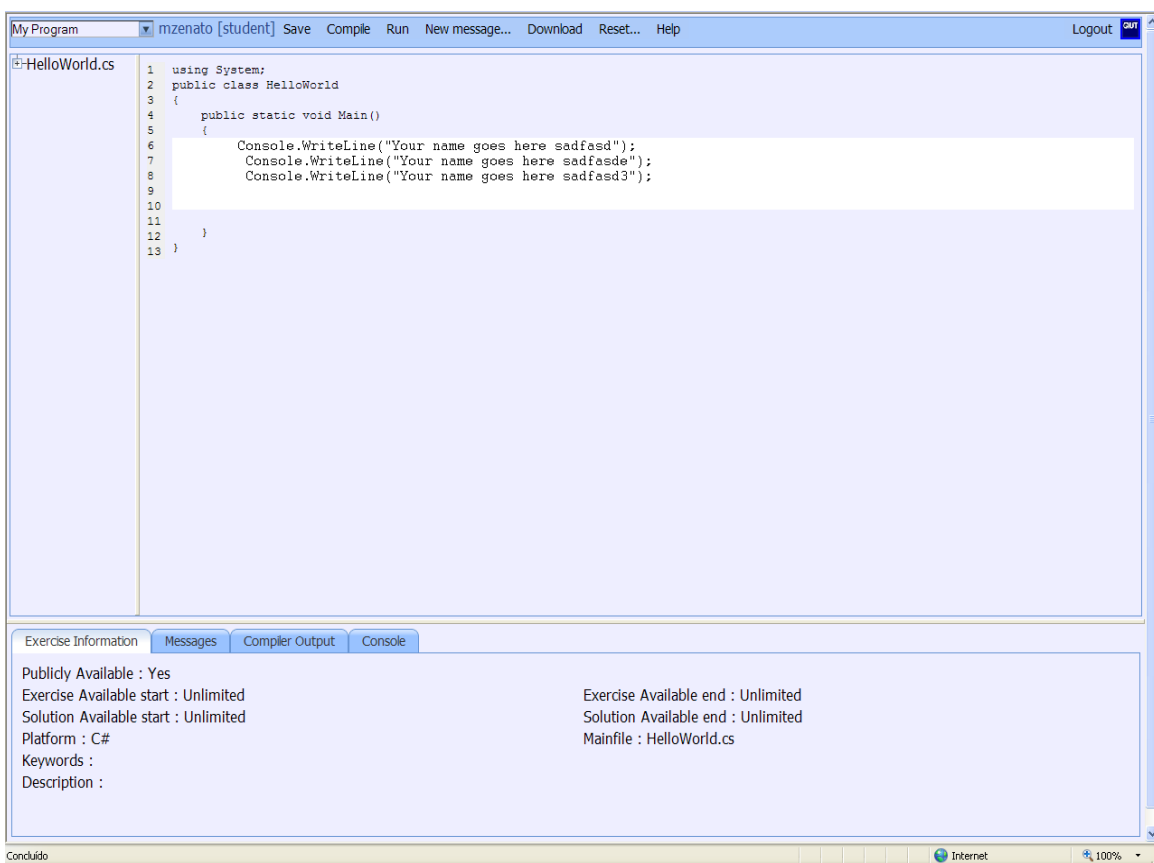 My Program mzenato [student] Save Compile Run New message... Download Reset... Help Logout QUT
HelloWorld.cs
1 using System;
2 public class HelloWorld
3 {
4 public static void Main()
5 {
6 Console.WriteLine("Your name goes here sadfasd");
7 Console.WriteLine("Your name goes here sadfasde");
8 Console.WriteLine("Your name goes here sadfasd3");
9
10
11
12 }
13 }
Exercise Information Messages Compiler Output Console
Publicly Available : Yes
Exercise Available start : Unlimited Exercise Available end : Unlimited
Solution Available start : Unlimited Solution Available end : Unlimited
Platform : C# Mainfile : HelloWorld.cs
Keywords :
Description :
Concluído Internet 100%